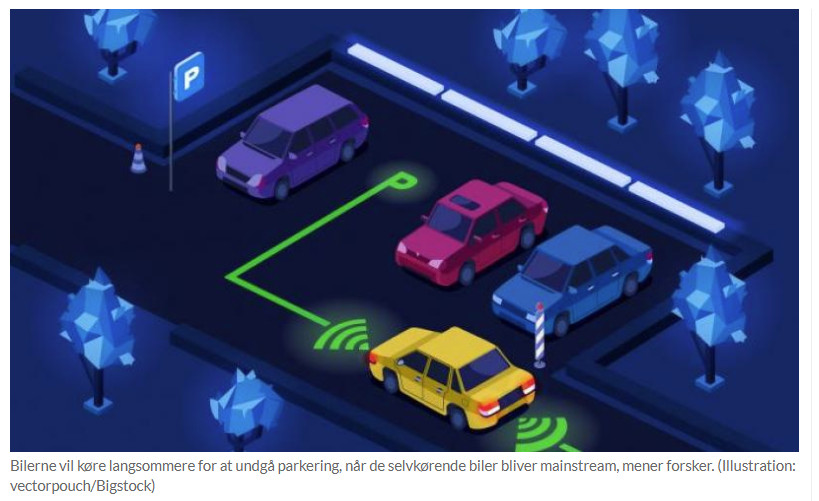 P
P
Bilerne vil køre langsommere for at undgå parkering, når de selvkørende biler bliver mainstream, mener forsker. (Illustration:
vectorpouch/Bigstock)